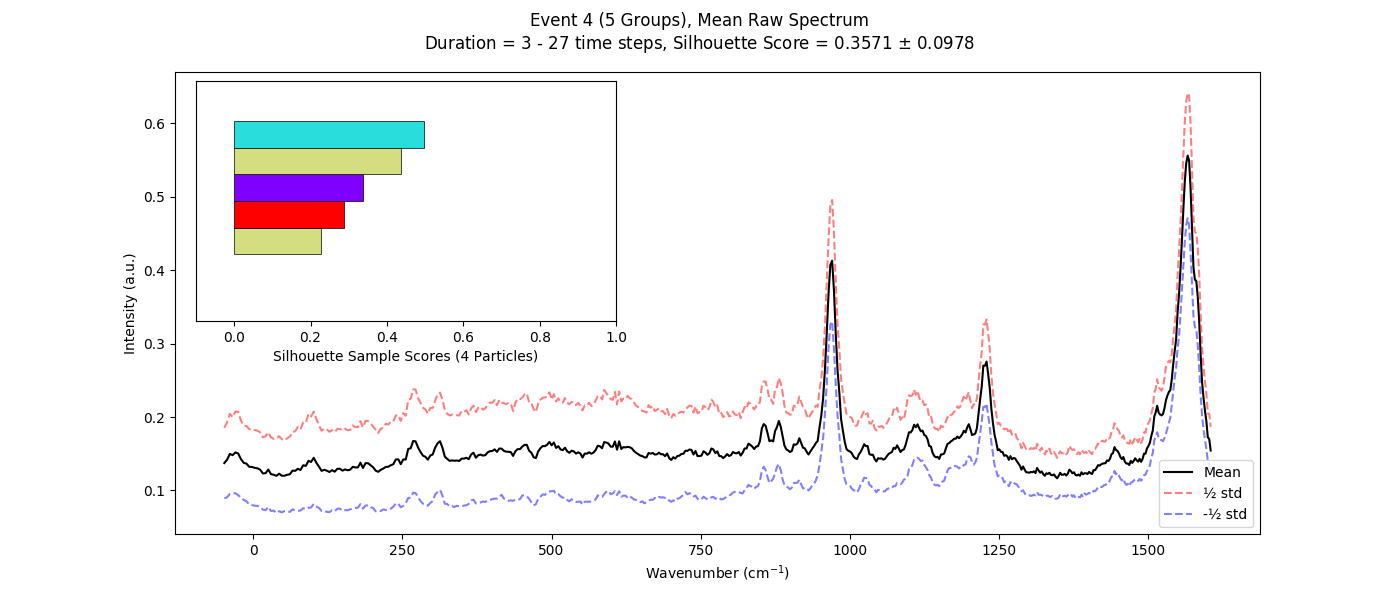 Event 4 (5 Groups), Mean Raw Spectrum
Duration = 3 - 27 time steps, Silhouette Score = 0.3571 ± 0.0978
Intensity (a.u.)
0.6
0.5
0.4
0.3
0.2
0.1
0.0 0.2 0.4 0.6 0.8 1.0
Silhouette Sample Scores (4 Particles)
Mean
½ std
-½ std
0 250 500 750 1000 1250 1500
Wavenumber (cm⁻¹)